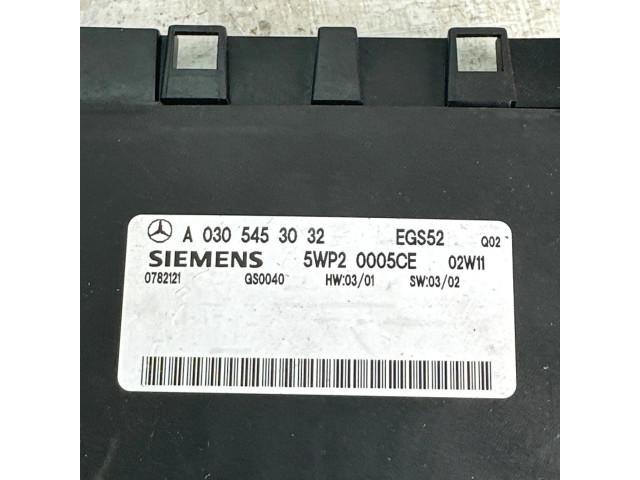 A 030 545 30 32 EGS52 Q02
SIEMENS 5WP2 0005CE 02W11
0782121 GS0040 HW:03/01 SW:03/02